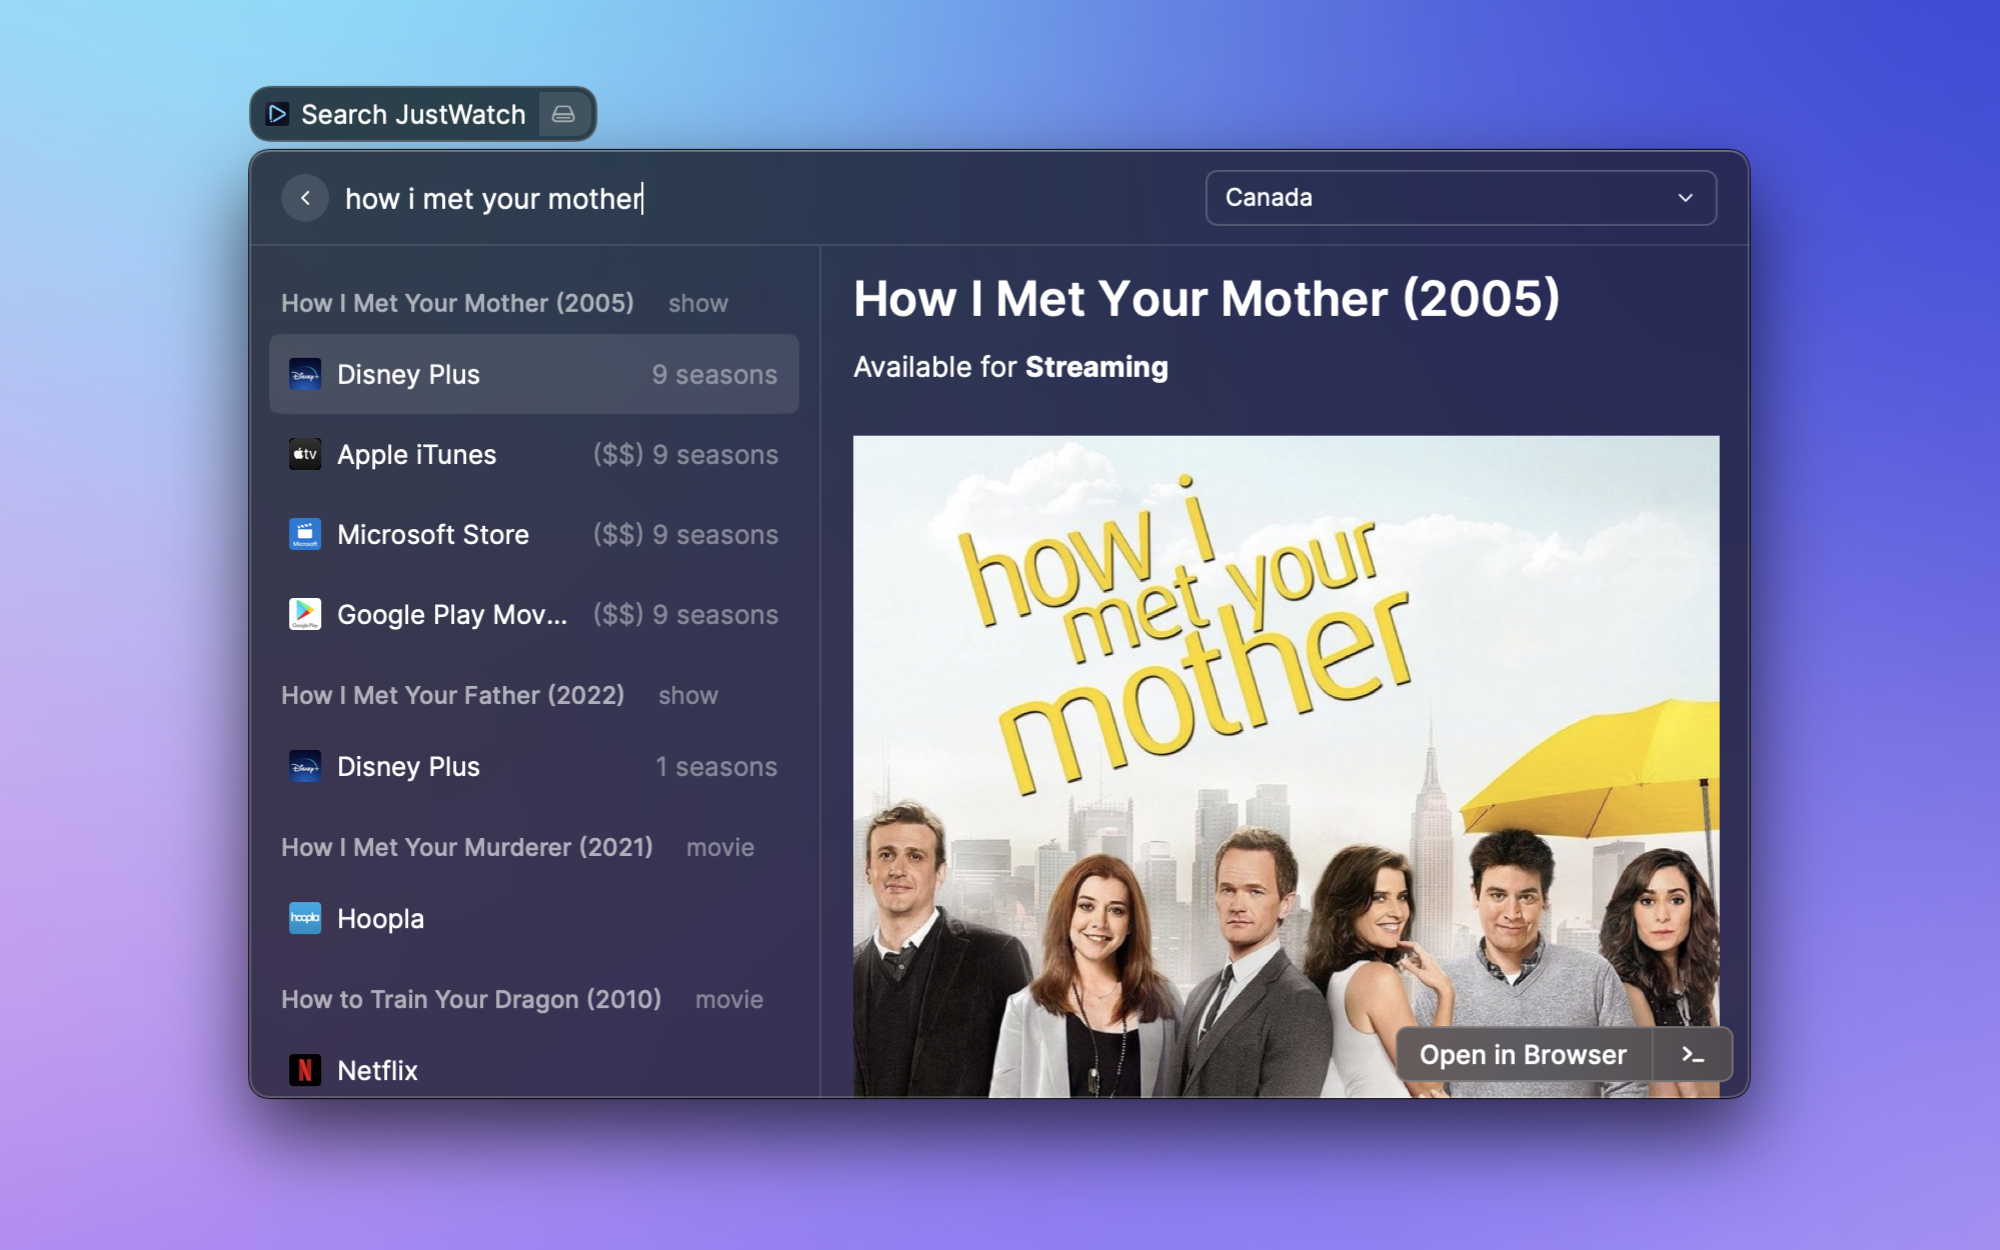 Search JustWatch
how i met your mother
Canada
How I Met Your Mother (2005) show
Disney Plus 9 seasons
Apple iTunes ($$) 9 seasons
Microsoft Store ($$) 9 seasons
Google Play Mov... ($$) 9 seasons
How I Met Your Father (2022) show
Disney Plus 1 seasons
How I Met Your Murderer (2021) movie
hoopla
Hoopla
How to Train Your Dragon (2010) movie
Netflix
How I Met Your Mother (2005)
Available for Streaming
how i
met your
mother
Open in Browser